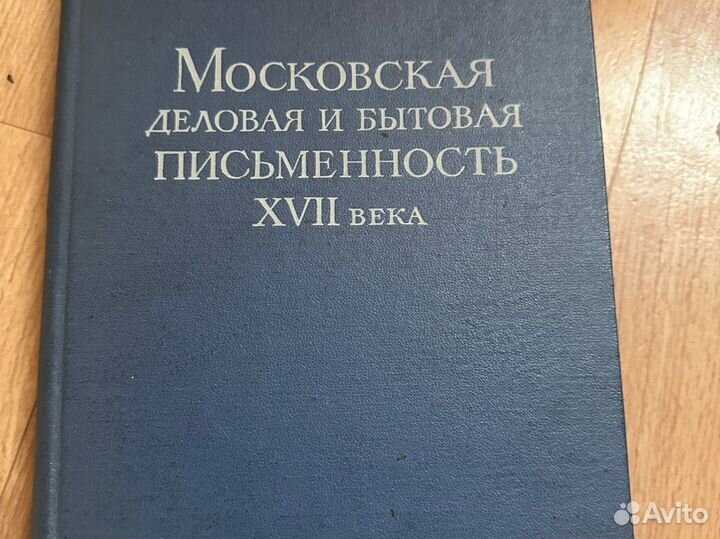 Московская
деловая и бытовая
письменность
XVII века
Avito